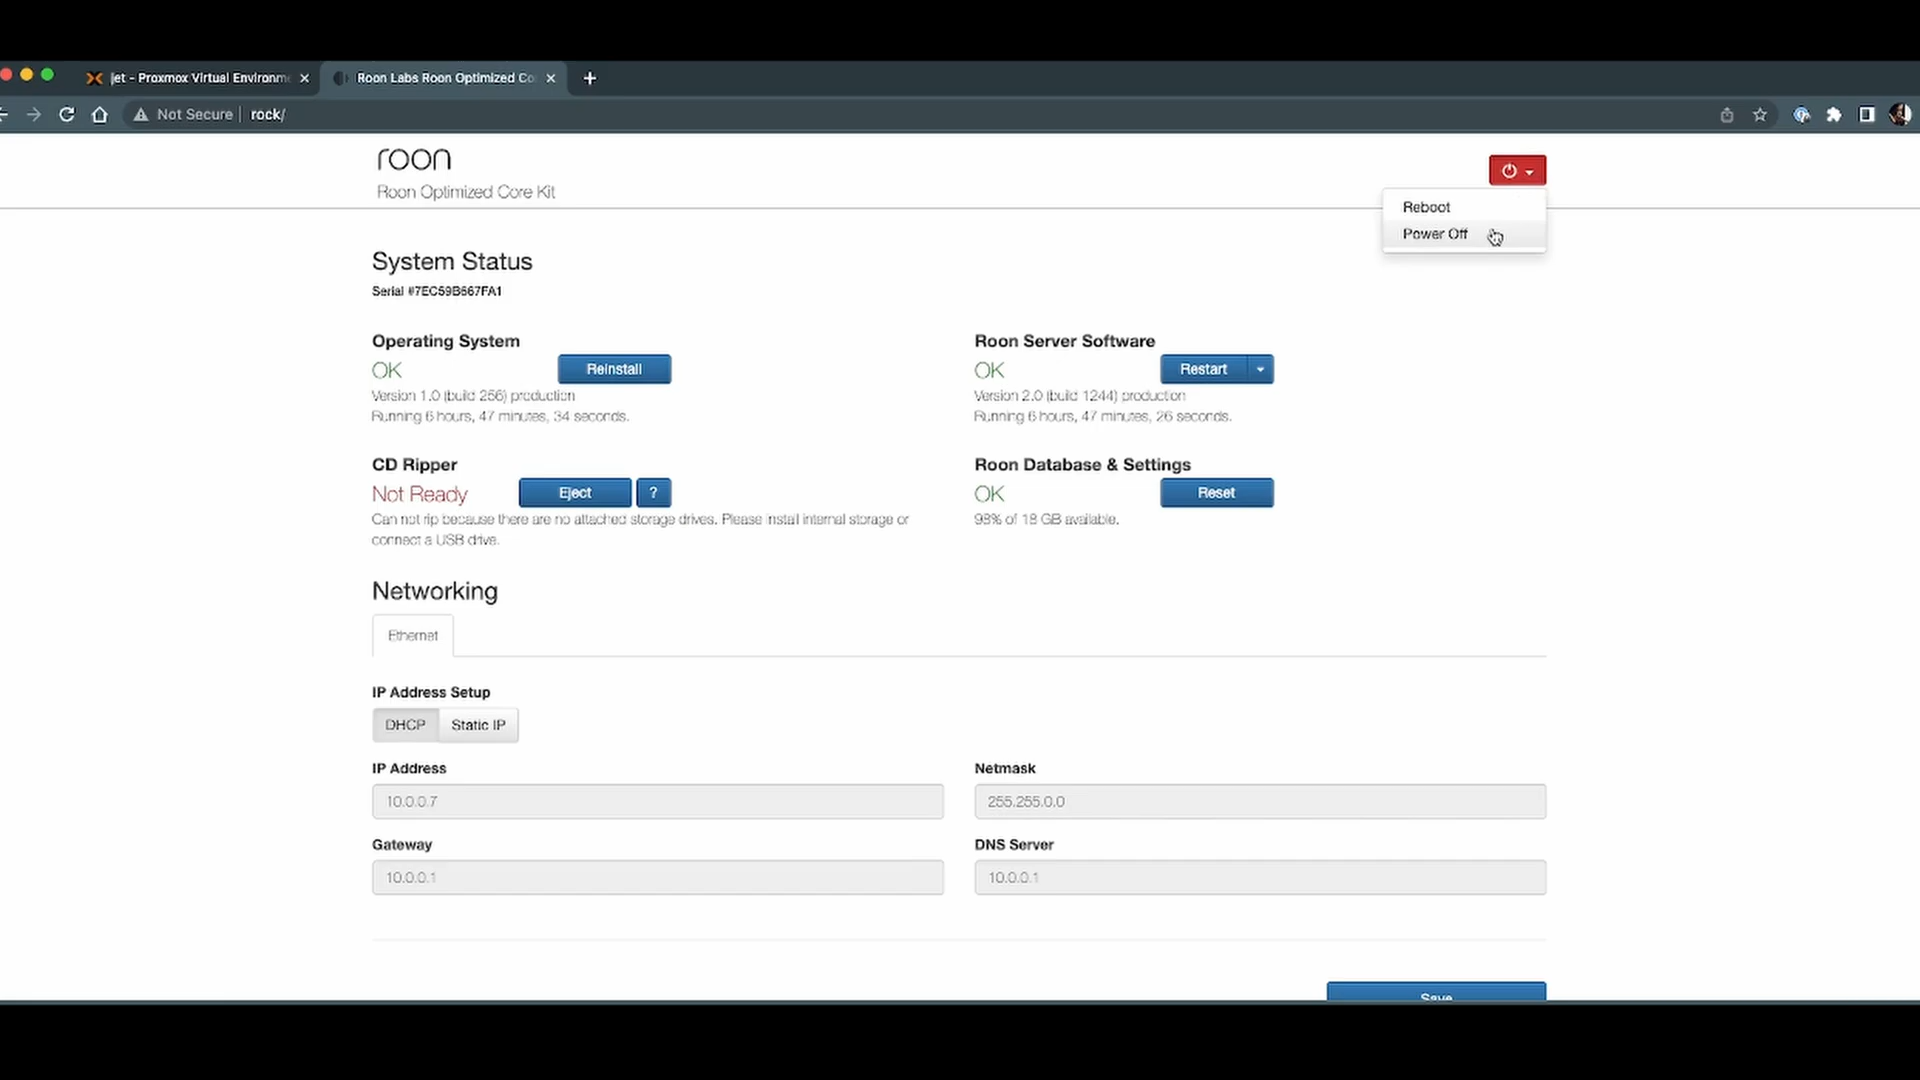 jet - Proxmox Virtual Environme
Roon Labs Roon Optimized Co
Not Secure | rock/
roon
Roon Optimized Core Kit
Reboot
Power Off
System Status
Serial #7EC59B667FA1
Operating System
OK
Reinstall
Version 1.0 (build 256) production
Running 6 hours, 47 minutes, 34 seconds.
Roon Server Software
OK
Restart
Version 2.0 (build 1244) production
Running 6 hours, 47 minutes, 26 seconds.
CD Ripper
Not Ready
Eject
?
Can not rip because there are no attached storage drives. Please install internal storage or
connect a USB drive.
Roon Database & Settings
OK
Reset
98% of 18 GB available.
Networking
Ethernet
IP Address Setup
DHCP
Static IP
IP Address
10.0.0.7
Netmask
255.255.0.0
Gateway
10.0.0.1
DNS Server
10.0.0.1
Save